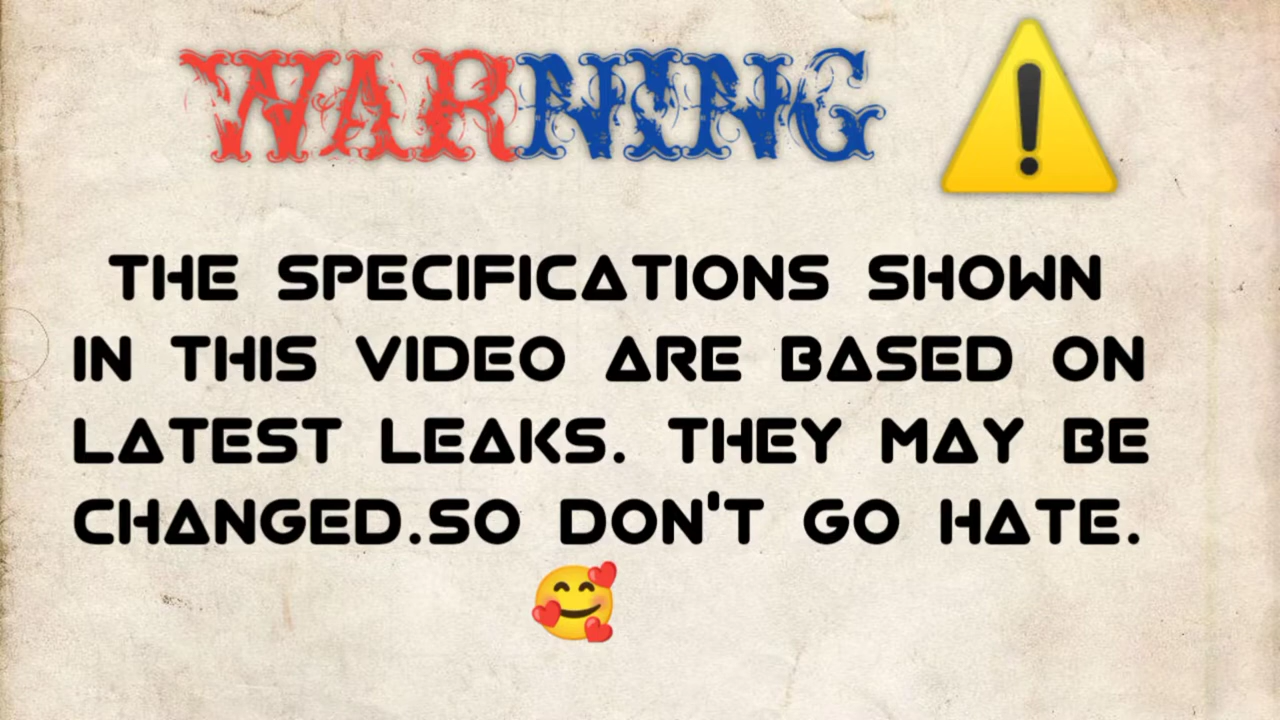 WARNING ⚠️
THE SPECIFICATIONS SHOWN
IN THIS VIDEO ARE BASED ON
LATEST LEAKS. THEY MAY BE
CHANGED.SO DON'T GO HATE.
🥰